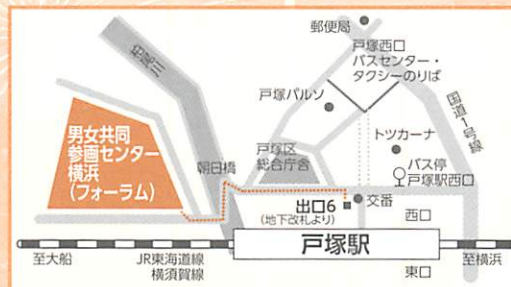 郵便局
戸塚西口
バスセンター・
タクシーのりば
柏尾川
戸塚パルソ
国道1号線
トツカーナ
男女共同
参画センター
横浜
(フォーラム)
朝日橋
戸塚区
総合庁舎
バス停
戸塚駅西口
出口6
(地下改札より)
交番
西口
戸塚駅
至大船
JR東海道線
横須賀線
至横浜
東口